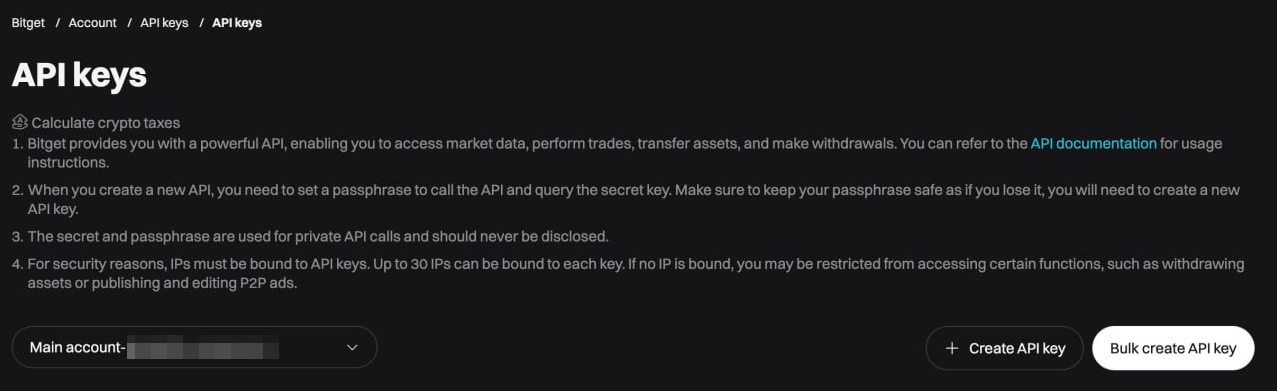 Bitget / Account / API keys / API keys
API keys
Calculate crypto taxes
1. Bitget provides you with a powerful API, enabling you to access market data, perform trades, transfer assets, and make withdrawals. You can refer to the API documentation for usage
instructions.
2. When you create a new API, you need to set a passphrase to call the API and query the secret key. Make sure to keep your passphrase safe as if you lose it, you will need to create a new
API key.
3. The secret and passphrase are used for private API calls and should never be disclosed.
4. For security reasons, IPs must be bound to API keys. Up to 30 IPs can be bound to each key. If no IP is bound, you may be restricted from accessing certain functions, such as withdrawing
assets or publishing and editing P2P ads.
Main account- + Create API key Bulk create API key